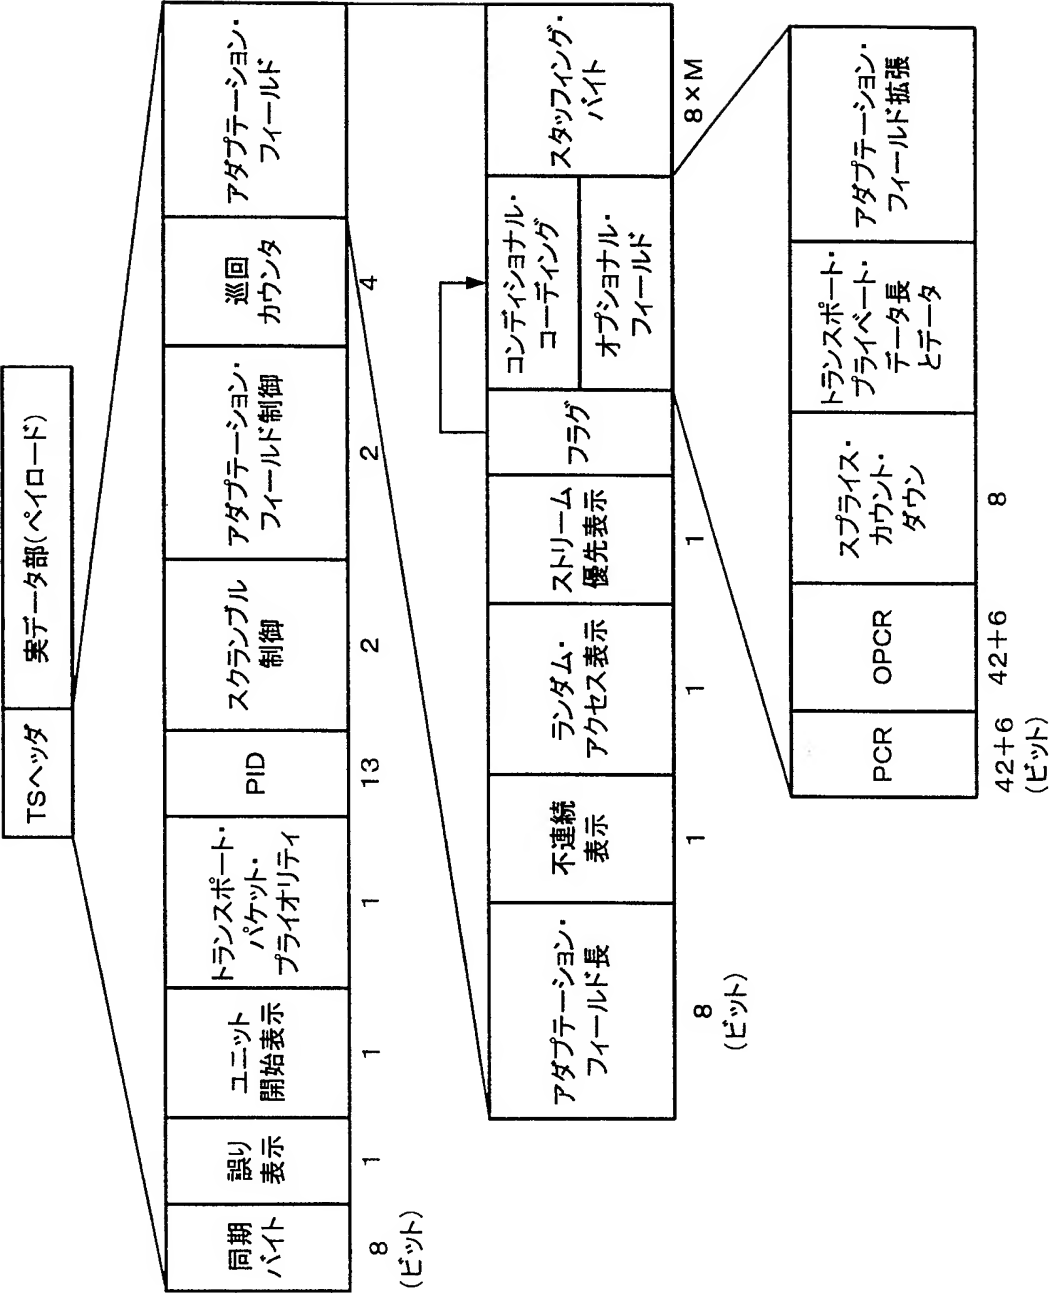 TSヘッダ
実データ部(ペイロード)
同期
バイト
誤り
表示
ユニット
開始表示
トランスポート・
パケット・
プライオリティ
PID
スクランブル
制御
アダプテーション・
フィールド制御
巡回
カウンタ
アダプテーション・
フィールド
8
(ビット)
1
1
1
13
2
2
4
アダプテーション・
フィールド長
不連続
表示
ランダム・
アクセス表示
ストリーム
優先表示
フラグ
コンディショナル・
コーディング
オプショナル・
フィールド
スタッフィング・
バイト
8
(ビット)
1
1
1
8×M
PCR
OPCR
スプライス・
カウント・
ダウン
トランスポート・
プライベート・
データ長
とデータ
アダプテーション・
フィールド拡張
42+6
(ビット)
42+6
8